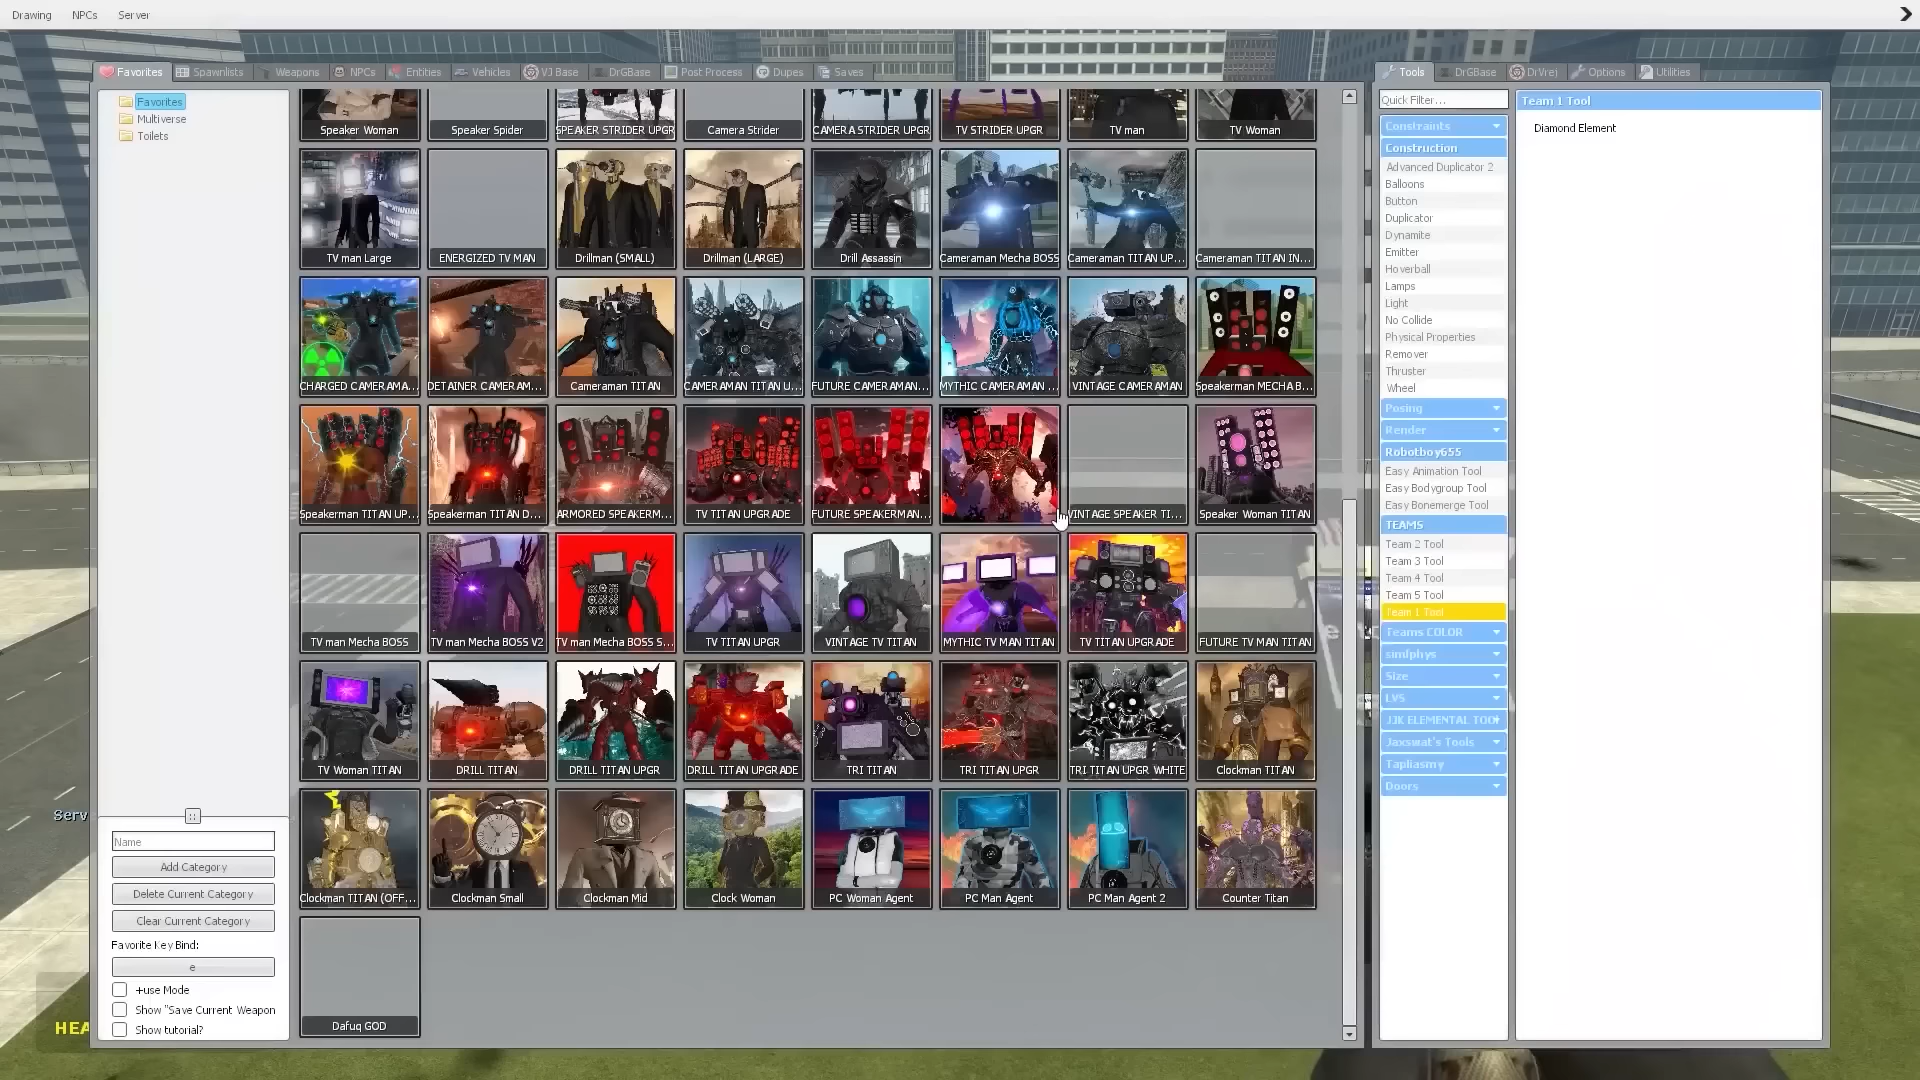 Drawing NPCs Server
Favorites Spawnlists Weapons NPCs Entities Vehicles VJ Base DrGBase Post Process Dupes Saves
Tools DrGBase DrVrej Options Utilities
Favorites
Multiverse
Toilets
Speaker Woman Speaker Spider SPEAKER STRIDER UPGR Camera Strider CAMERA STRIDER UPGR TV STRIDER UPGR TV man TV Woman
TV man Large ENERGIZED TV MAN Drillman (SMALL) Drillman (LARGE) Drill Assassin Cameraman Mecha BOSS Cameraman TITAN UP... Cameraman TITAN IN...
CHARGED CAMERAMA... DETAINER CAMERAM... Cameraman TITAN CAMERAMAN TITAN U... FUTURE CAMERAMAN... MYTHIC CAMERAMAN ... VINTAGE CAMERAMAN Speakerman MECHA B...
Speakerman TITAN UP... Speakerman TITAN D... ARMORED SPEAKERM... TV TITAN UPGRADE FUTURE SPEAKERMAN... VINTAGE SPEAKER TI... Speaker Woman TITAN
TV man Mecha BOSS TV man Mecha BOSS V2 TV man Mecha BOSS S... TV TITAN UPGR VINTAGE TV TITAN MYTHIC TV MAN TITAN TV TITAN UPGRADE FUTURE TV MAN TITAN
TV Woman TITAN DRILL TITAN DRILL TITAN UPGR DRILL TITAN UPGRADE TRI TITAN TRI TITAN UPGR TRI TITAN UPGR WHITE Clockman TITAN
Clockman TITAN (OFF... Clockman Small Clockman Mid Clock Woman PC Woman Agent PC Man Agent PC Man Agent 2 Counter Titan
Dafuq GOD
Serv
Name
Add Category
Delete Current Category
Clear Current Category
Favorite Key Bind:
e
+use Mode
Show "Save Current Weapon
Show tutorial?
HEA
Quick Filter...
Constraints
Construction
Advanced Duplicator 2
Balloons
Button
Duplicator
Dynamite
Emitter
Hoverball
Lamps
Light
No Collide
Physical Properties
Remover
Thruster
Wheel
Posing
Render
Robotboy655
Easy Animation Tool
Easy Bodygroup Tool
Easy Bonemerge Tool
TEAMS
Team 2 Tool
Team 3 Tool
Team 4 Tool
Team 5 Tool
Team 1 Tool
Teams COLOR
simfphys
Size
LVS
JJK ELEMENTAL TOO
Jaxswat's Tools
Tapliasmy
Doors
Team 1 Tool
Diamond Element